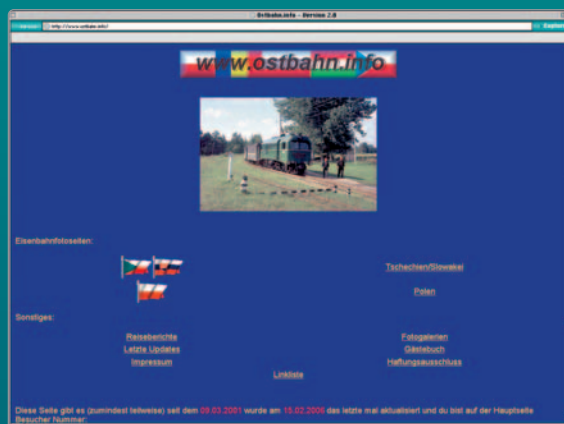 Ostbahn.info - Version 2.0
http://www.ostbahn.info/
www.ostbahn.info
Eisenbahnfotoseiten:
Tschechien/Slowakei
Polen
Sonstiges:
Reiseberichte Fotogalerien
Letzte Updates Gästebuch
Impressum Haftungsausschluss
Linkliste
Diese Seite gibt es (zumindest teilweise) seit dem 09.03.2001 wurde am 15.02.2006 das letzte mal aktualisiert und du bist auf der Hauptseite
Besucher Nummer: